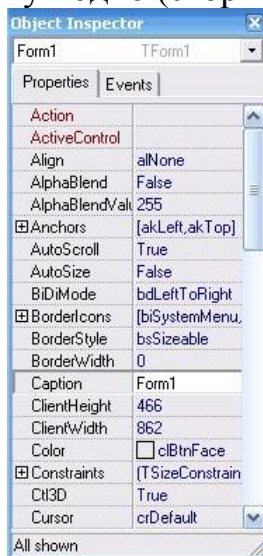 Object Inspector
Form1 TForm1
Properties Events
Action
ActiveControl
Align alNone
AlphaBlend False
AlphaBlendValu 255
Anchors [akLeft,akTop]
AutoScroll True
AutoSize False
BiDiMode bdLeftToRight
BorderIcons [biSystemMenu,
BorderStyle bsSizeable
BorderWidth 0
Caption Form1
ClientHeight 466
ClientWidth 862
Color clBtnFace
Constraints (TSizeConstrain
Ctl3D True
Cursor crDefault
All shown